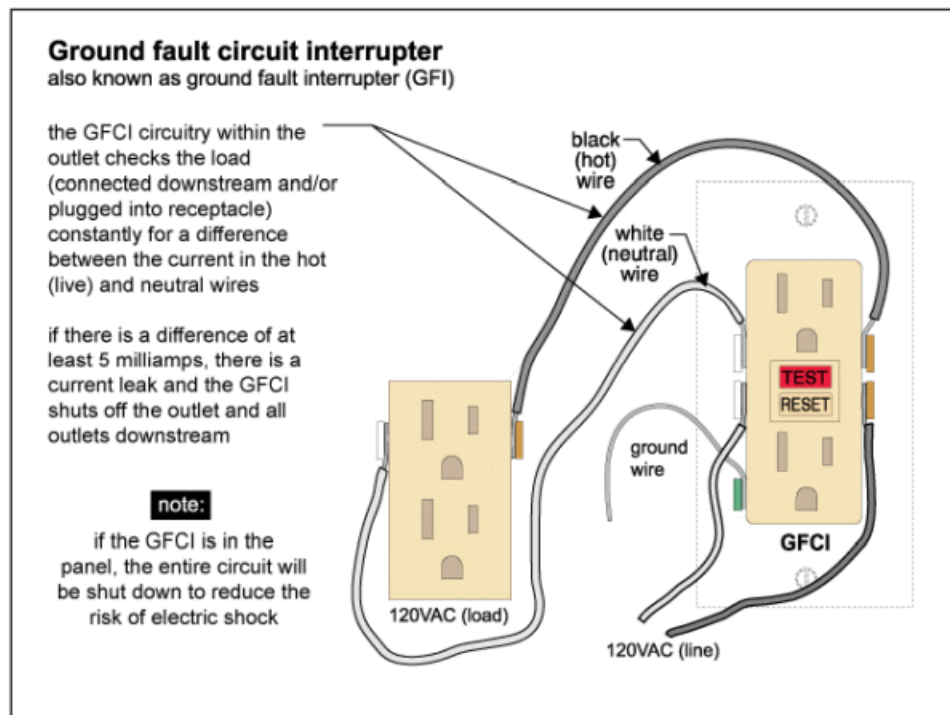 Ground fault circuit interrupter
also known as ground fault interrupter (GFI)
the GFCI circuitry within the
outlet checks the load
(connected downstream and/or
plugged into receptacle)
constantly for a difference
between the current in the hot
(live) and neutral wires
if there is a difference of at
least 5 milliamps, there is a
current leak and the GFCI
shuts off the outlet and all
outlets downstream
note:
if the GFCI is in the
panel, the entire circuit will
be shut down to reduce the
risk of electric shock
black
(hot)
wire
white
(neutral)
wire
TEST
RESET
ground
wire
GFCI
120VAC (load)
120VAC (line)